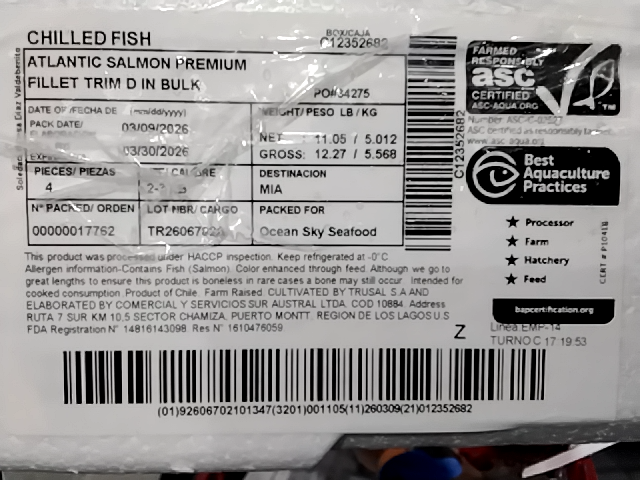 CHILLED FISH
BOX/CAJA
C12352682
ATLANTIC SALMON PREMIUM
FILLET TRIM D IN BULK
PO#34275
DATE OF /FECHA DE (mm/dd/yyyy)
PACK DATE/ 03/09/2026
03/30/2026
WEIGHT/ PESO LB / KG
NET : 11.05 / 5.012
GROSS: 12.27 / 5.568
PIECES/ PIEZAS
4
CALIBRE
DESTINACION
MIA
N° PACKED/ ORDEN
00000017762
LOT NBR/ CARGO
PACKED FOR
Ocean Sky Seafood
C12352682
FARMED
RESPONSIBLY
asc
CERTIFIED
ASC-AQUA.ORG
TM
ASC certified as responsibly farmed
www.asc-aqua.org
Best
Aquaculture
Practices
★ Processor
★ Farm
★ Hatchery
★ Feed
CERT # P10418
bapcertification.org
Linea:EMP-14
TURNO C 17:19:53
This product was processed under HACCP inspection. Keep refrigerated at -0°C
Allergen information-Contains Fish (Salmon). Color enhanced through feed. Although we go to
great lengths to ensure this product is boneless in rare cases a bone may still occur Intended for
cooked consumption. Product of Chile. Farm Raised. CULTIVATED BY TRUSAL S.A AND
ELABORATED BY COMERCIAL Y SERVICIOS SUR AUSTRAL LTDA. COD 10884. Address
RUTA 7 SUR KM 10,5 SECTOR CHAMIZA. PUERTO MONTT. REGION DE LOS LAGOS U.S
FDA Registration N° 14816143098. Res N° 1610476059
Z
(01)92606702101347(3201)001105(11)260309(21)012352682